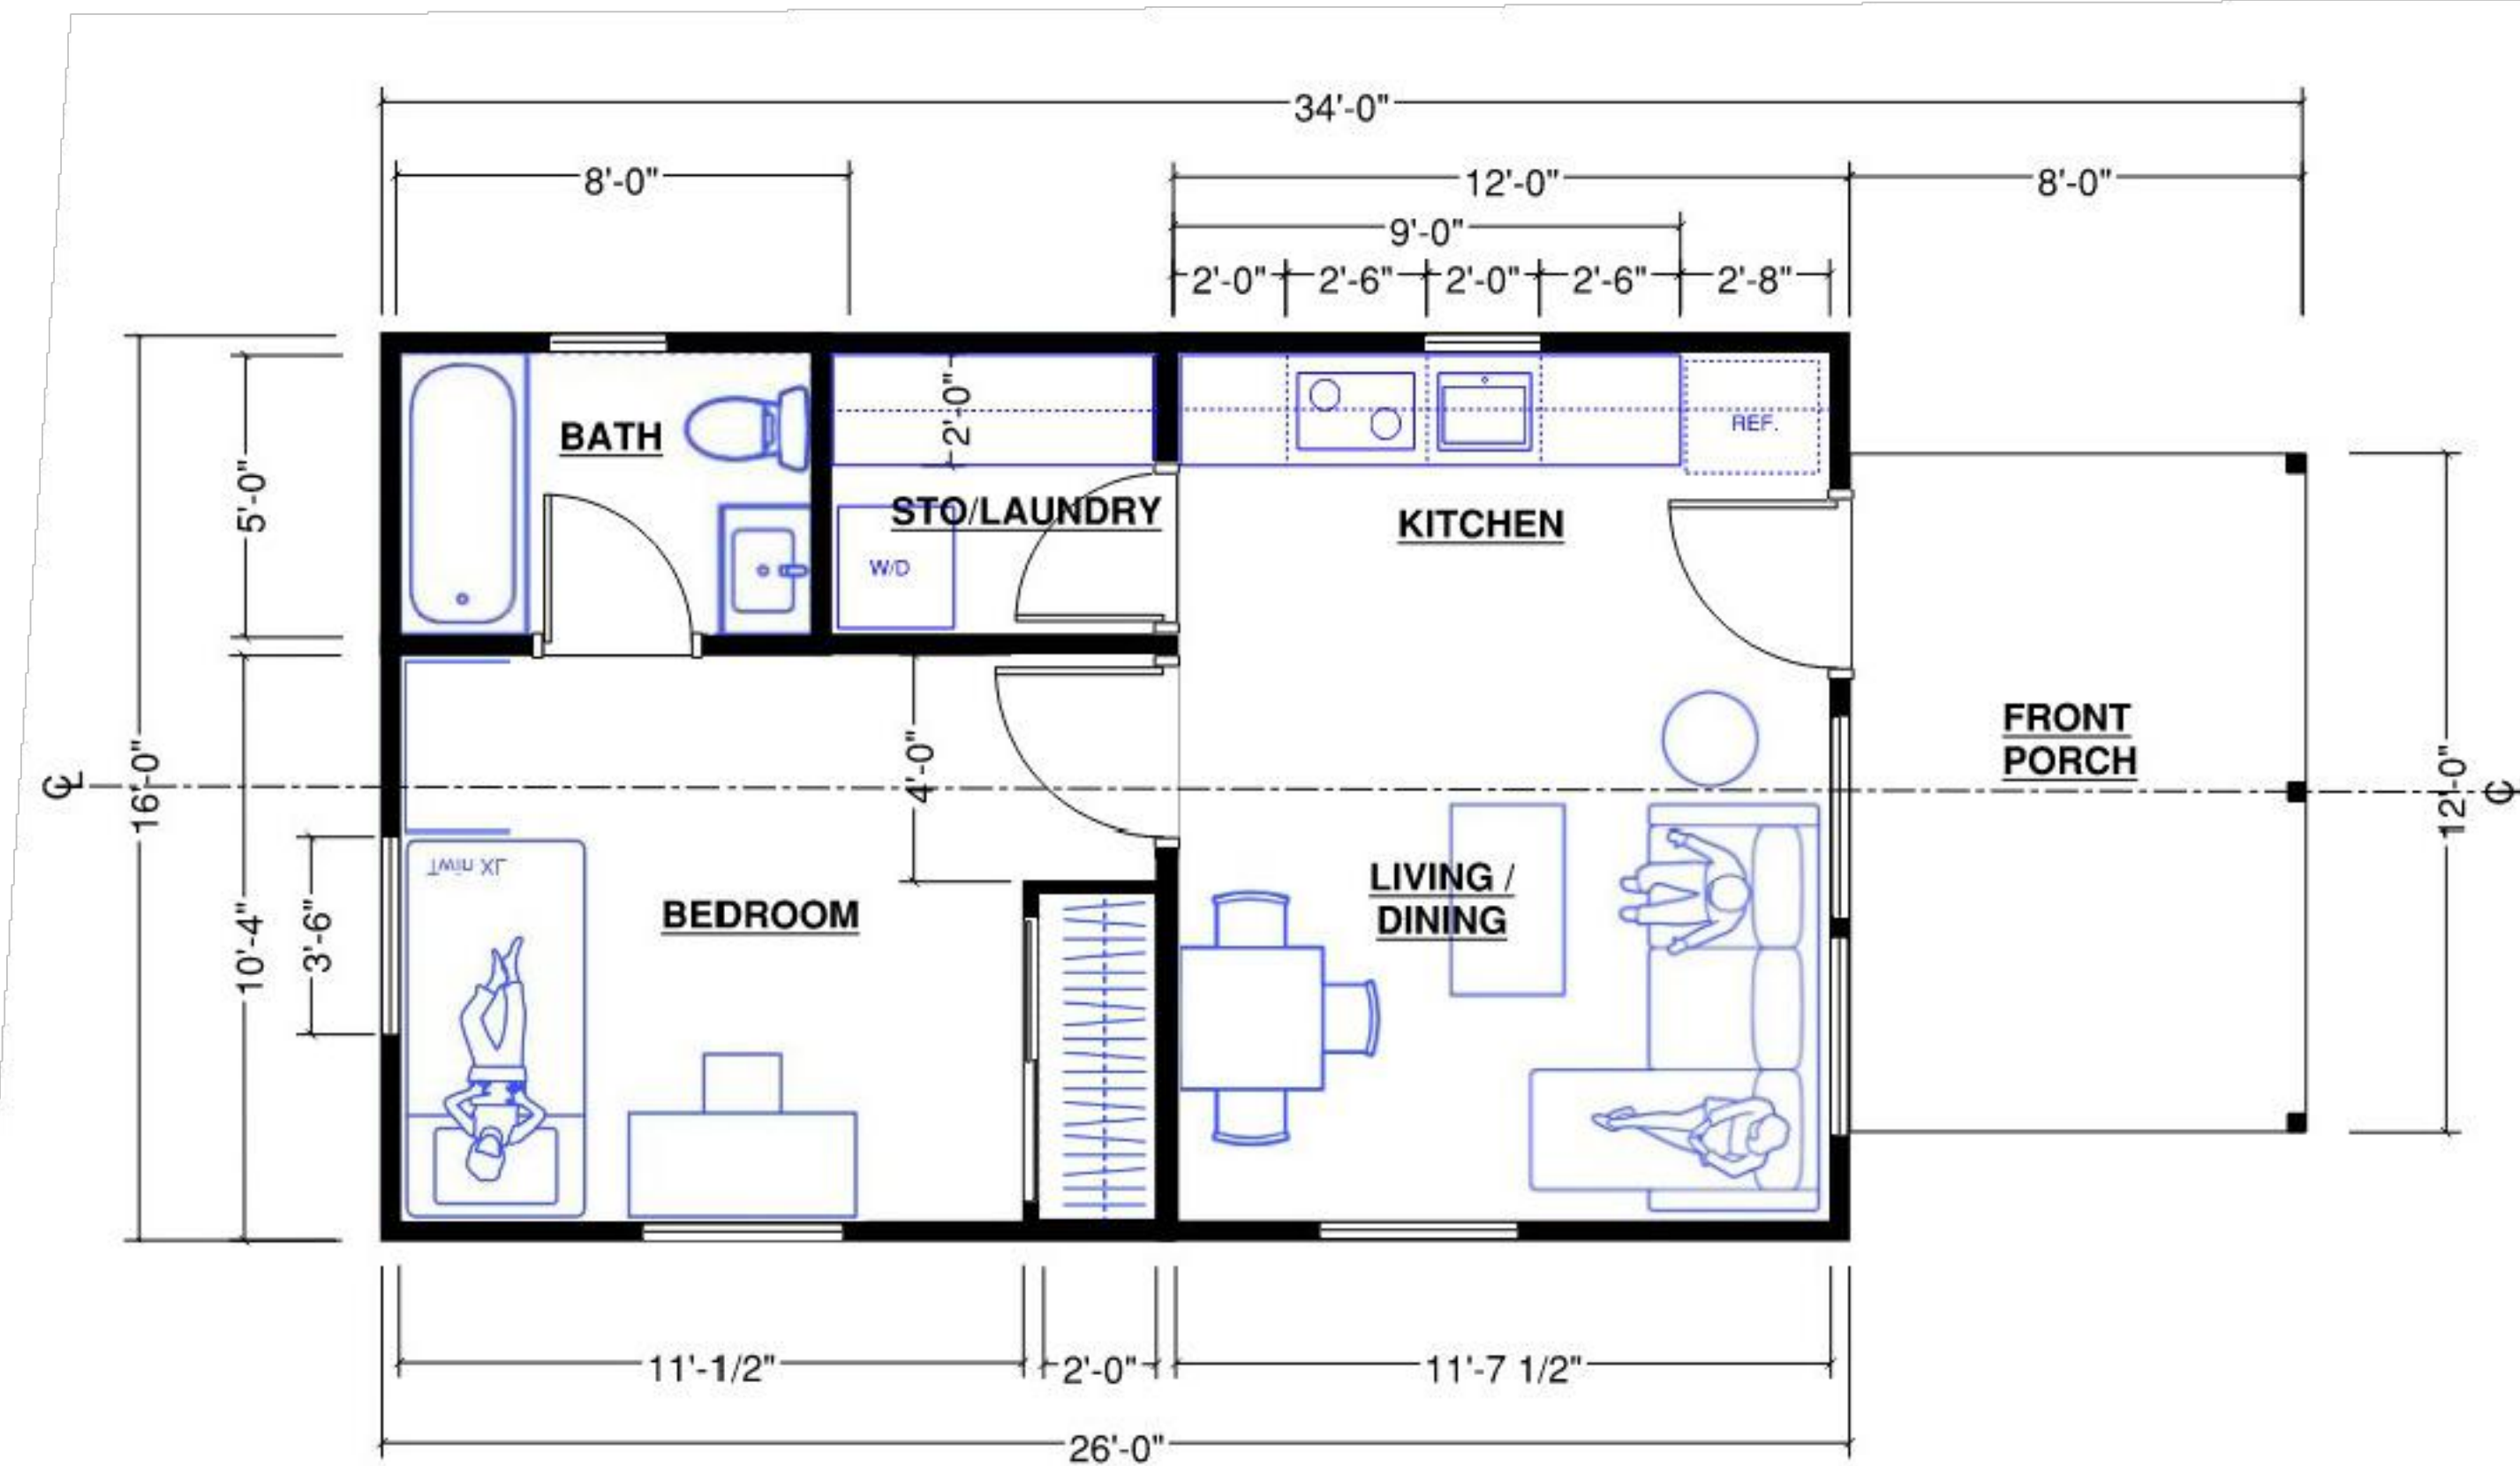 34'-0"
8'-0"
12'-0"
8'-0"
9'-0"
2'-0"
2'-6"
2'-0"
2'-6"
2'-8"
2'-0"
BATH
REF.
5'-0"
STO/LAUNDRY
KITCHEN
W/D
FRONT
PORCH
16'-0"
4'-0"
12'-0"
℄
℄
Twin XL
LIVING /
DINING
BEDROOM
10'-4"
3'-6"
11'-1/2"
2'-0"
11'-7 1/2"
26'-0"